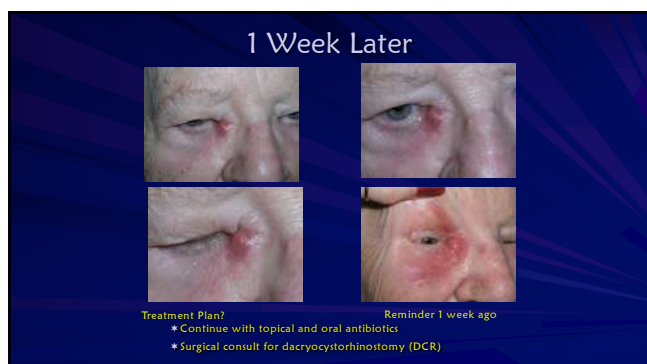 1 Week Later
Treatment Plan?
Reminder 1 week ago
✶Continue with topical and oral antibiotics
✶Surgical consult for dacryocystorhinostomy (DCR)